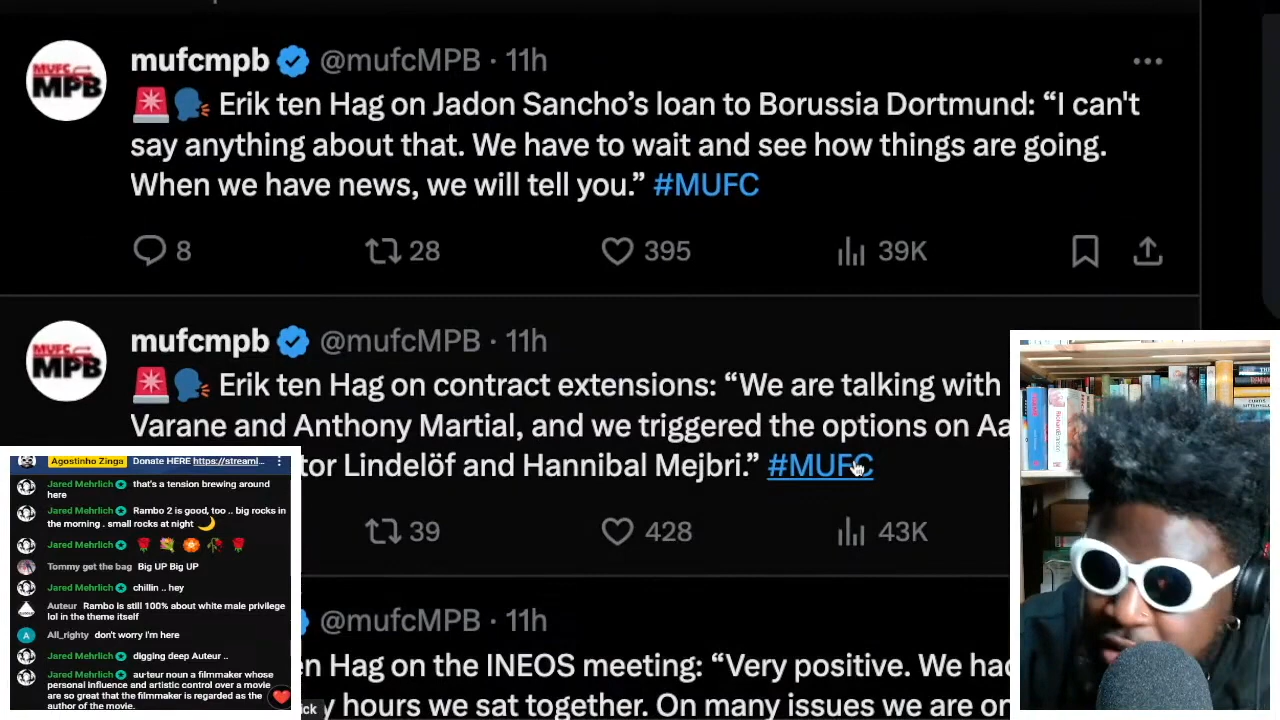 mufcmpb @mufcMPB · 11h
🚨🗣️ Erik ten Hag on Jadon Sancho’s loan to Borussia Dortmund: “I can't
say anything about that. We have to wait and see how things are going.
When we have news, we will tell you.” #MUFC
8 28 395 39K
mufcmpb @mufcMPB · 11h
🚨🗣️ Erik ten Hag on contract extensions: “We are talking with
Varane and Anthony Martial, and we triggered the options on Aa
tor Lindelöf and Hannibal Mejbri.” #MUFC
39 428 43K
@mufcMPB · 11h
en Hag on the INEOS meeting: “Very positive. We had
y hours we sat together. On many issues we are on
MUFC
MPB
MUFC
MPB
Agostinho Zinga Donate HERE https://streaml...
Jared Mehrlich that's a tension brewing around
here
Jared Mehrlich Rambo 2 is good, too .. big rocks in
the morning . small rocks at night 🌙
Jared Mehrlich 🌹 💐 🏵️ 🥀 🌹
Tommy get the bag Big UP Big UP
Jared Mehrlich chillin .. hey
Auteur Rambo is still 100% about white male privilege
lol in the theme itself
A All_righty don't worry I'm here
Jared Mehrlich digging deep Auteur ..
Jared Mehrlich au·teur noun a filmmaker whose
personal influence and artistic control over a movie
are so great that the filmmaker is regarded as the
author of the movie.